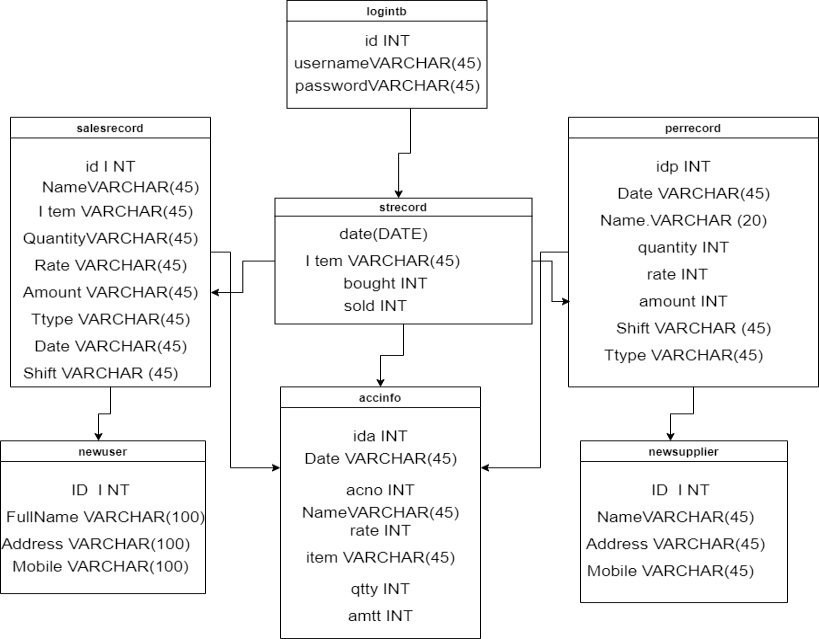 logintb
id INT
usernameVARCHAR(45)
passwordVARCHAR(45)
salesrecord
id I NT
NameVARCHAR(45)
I tem VARCHAR(45)
QuantityVARCHAR(45)
Rate VARCHAR(45)
Amount VARCHAR(45)
Ttype VARCHAR(45)
Date VARCHAR(45)
Shift VARCHAR (45)
strecord
date(DATE)
I tem VARCHAR(45)
bought INT
sold INT
perrecord
idp INT
Date VARCHAR(45)
Name.VARCHAR (20)
quantity INT
rate INT
amount INT
Shift VARCHAR (45)
Ttype VARCHAR(45)
newuser
ID I NT
FullName VARCHAR(100)
Address VARCHAR(100)
Mobile VARCHAR(100)
accinfo
ida INT
Date VARCHAR(45)
acno INT
NameVARCHAR(45)
rate INT
item VARCHAR(45)
qtty INT
amtt INT
newsupplier
ID I NT
NameVARCHAR(45)
Address VARCHAR(45)
Mobile VARCHAR(45)